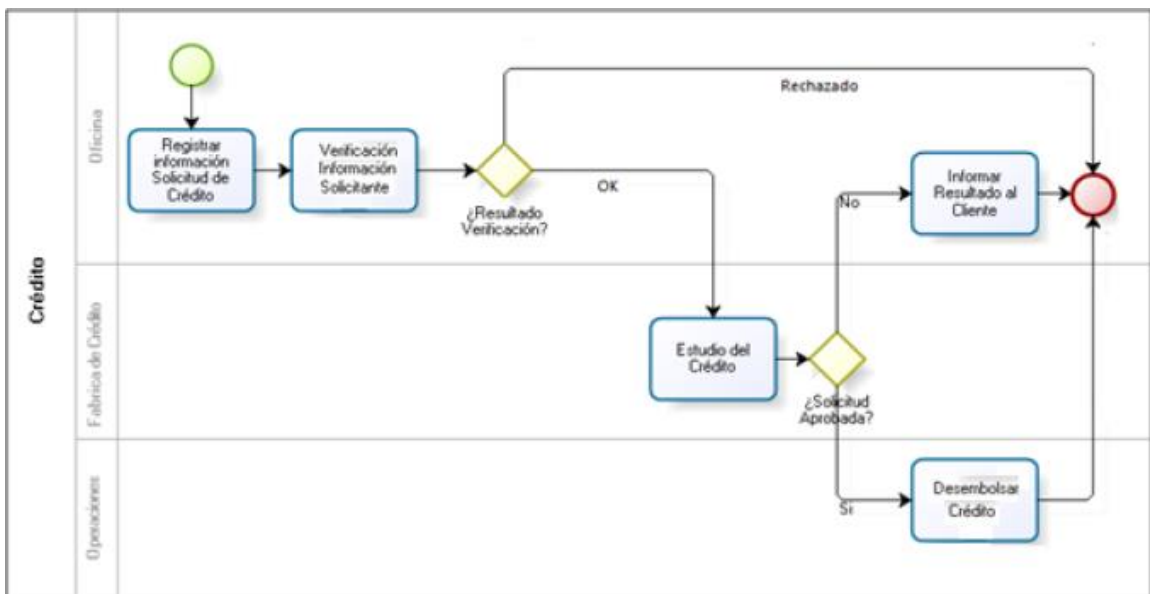 Crédito
Oficina
Registrar
información
Solicitud de
Crédito
Verificación
Información
Solicitante
¿Resultado
Verificación?
Rechazado
OK
Informar
Resultado al
Cliente
No
Fabrica de Crédito
Estudio del
Crédito
¿Solicitud
Aprobada?
Operaciones
Si
Desembolsar
Crédito